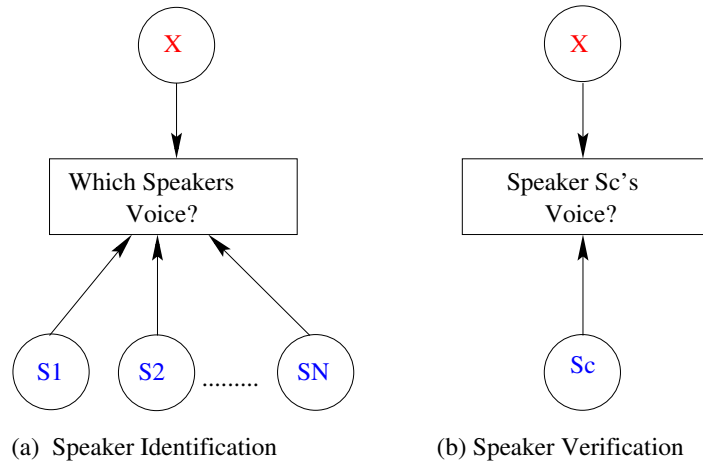 X
Which Speakers
Voice?
S1 S2 ......... SN
(a) Speaker Identification
X
Speaker Sc's
Voice?
Sc
(b) Speaker Verification